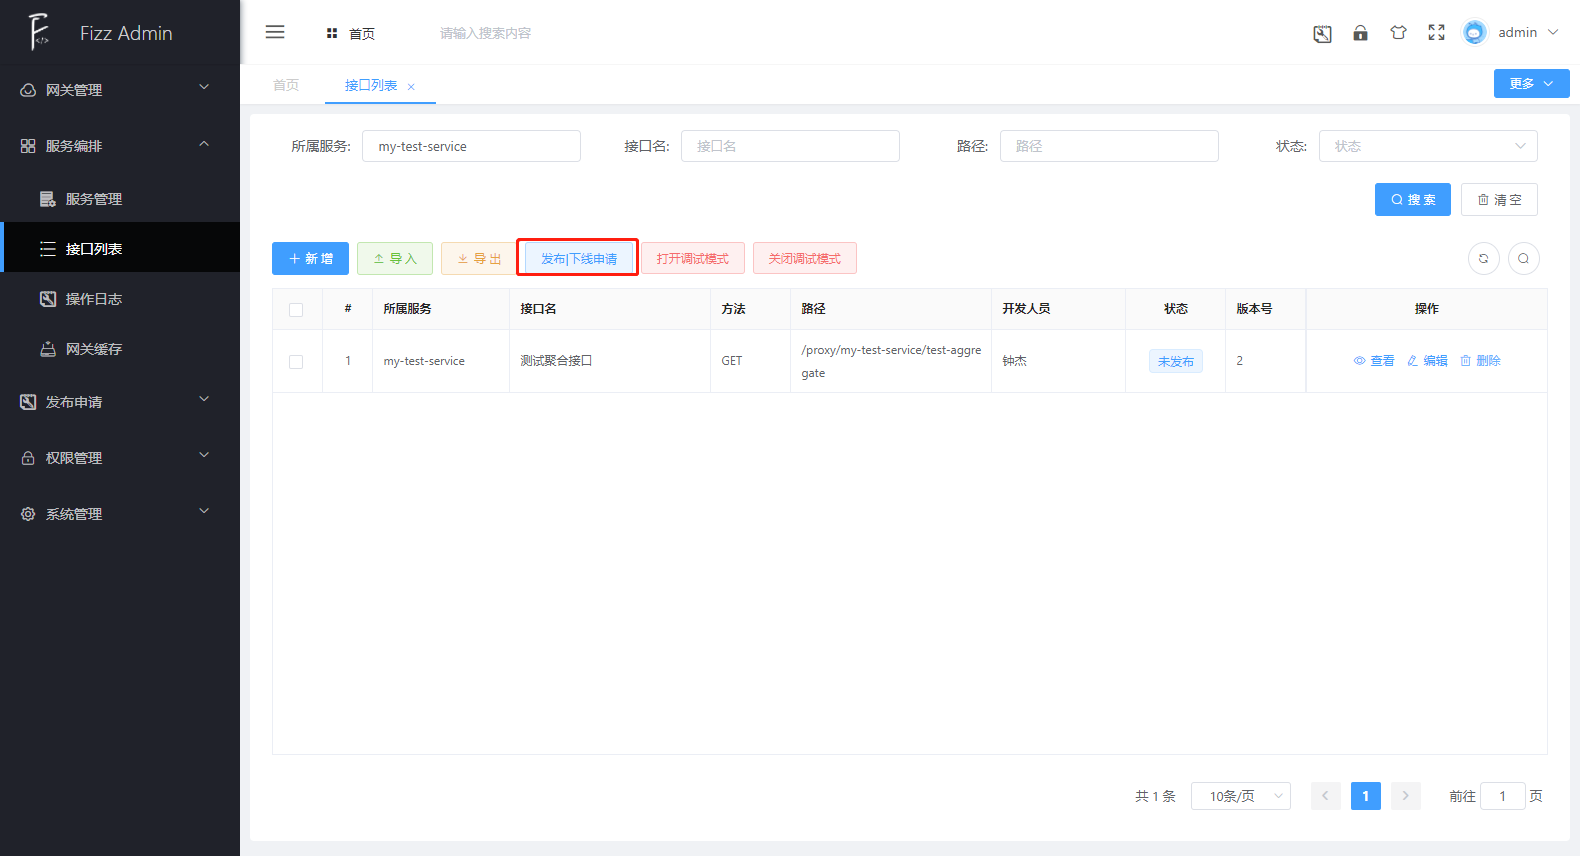 Fizz Admin
首页
请输入搜索内容
admin
网关管理
服务编排
服务管理
接口列表
操作日志
网关缓存
发布申请
权限管理
系统管理
首页
接口列表 ×
更多
所属服务: my-test-service
接口名: 接口名
路径: 路径
状态: 状态
搜索
清空
新增
导入
导出
发布|下线申请
打开调试模式
关闭调试模式
# 所属服务 接口名 方法 路径 开发人员 状态 版本号 操作
1 my-test-service 测试聚合接口 GET /proxy/my-test-service/test-aggre
gate 钟杰 未发布 2 查看 编辑 删除
共 1 条 10条/页 1 前往 1 页